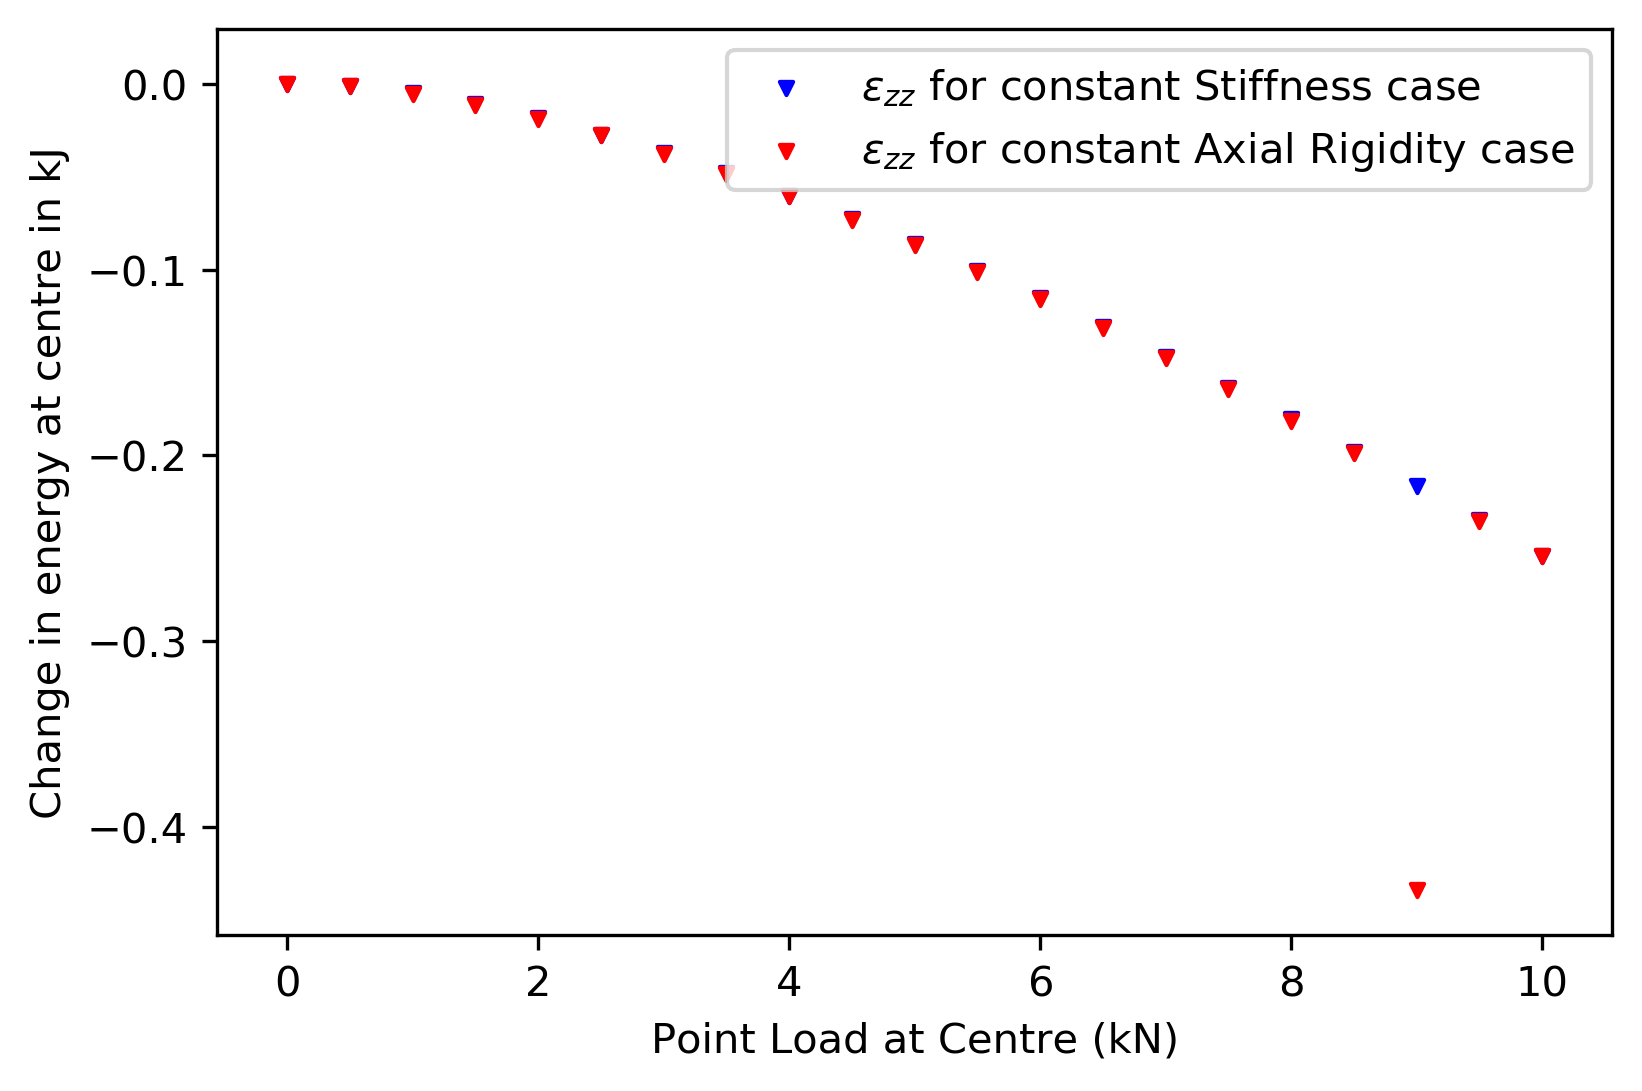 ε_zz for constant Stiffness case
ε_zz for constant Axial Rigidity case
Change in energy at centre in kJ
0.0
−0.1
−0.2
−0.3
−0.4
0 2 4 6 8 10
Point Load at Centre (kN)